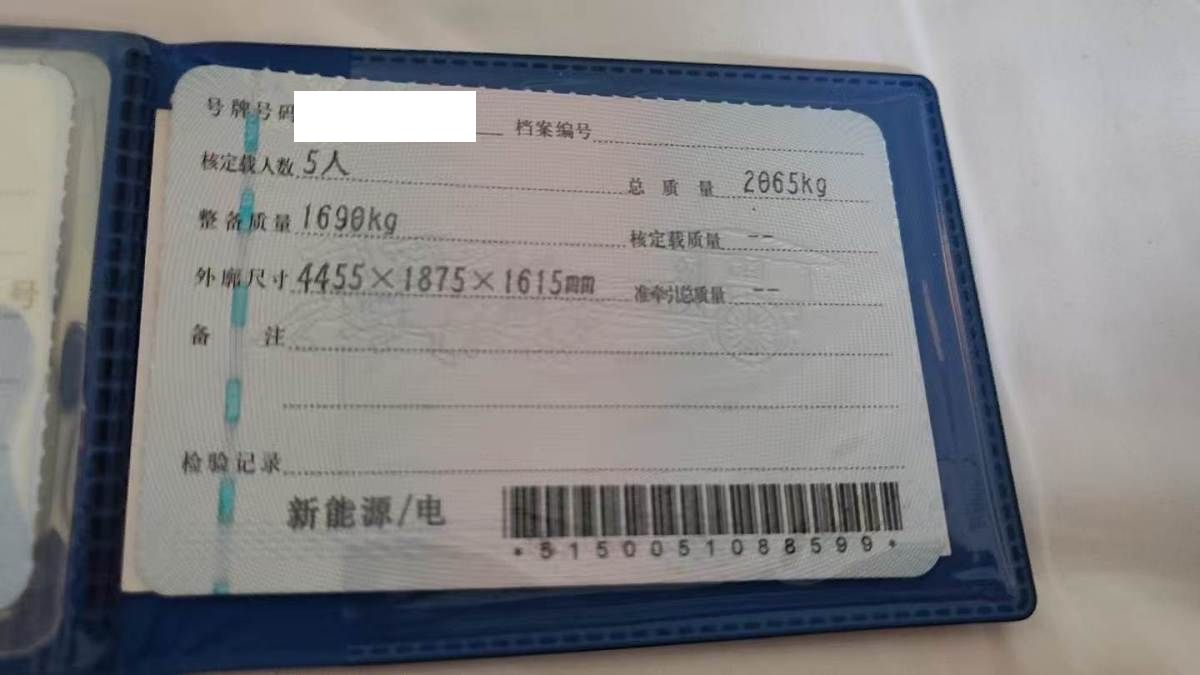 号牌号码 档案编号
核定载人数 5人 总质量 2065kg
整备质量 1690kg 核定载质量 --
外廓尺寸 4455×1875×1615mm 准牵引总质量 --
备注
检验记录
新能源/电
*5150051088599*
号